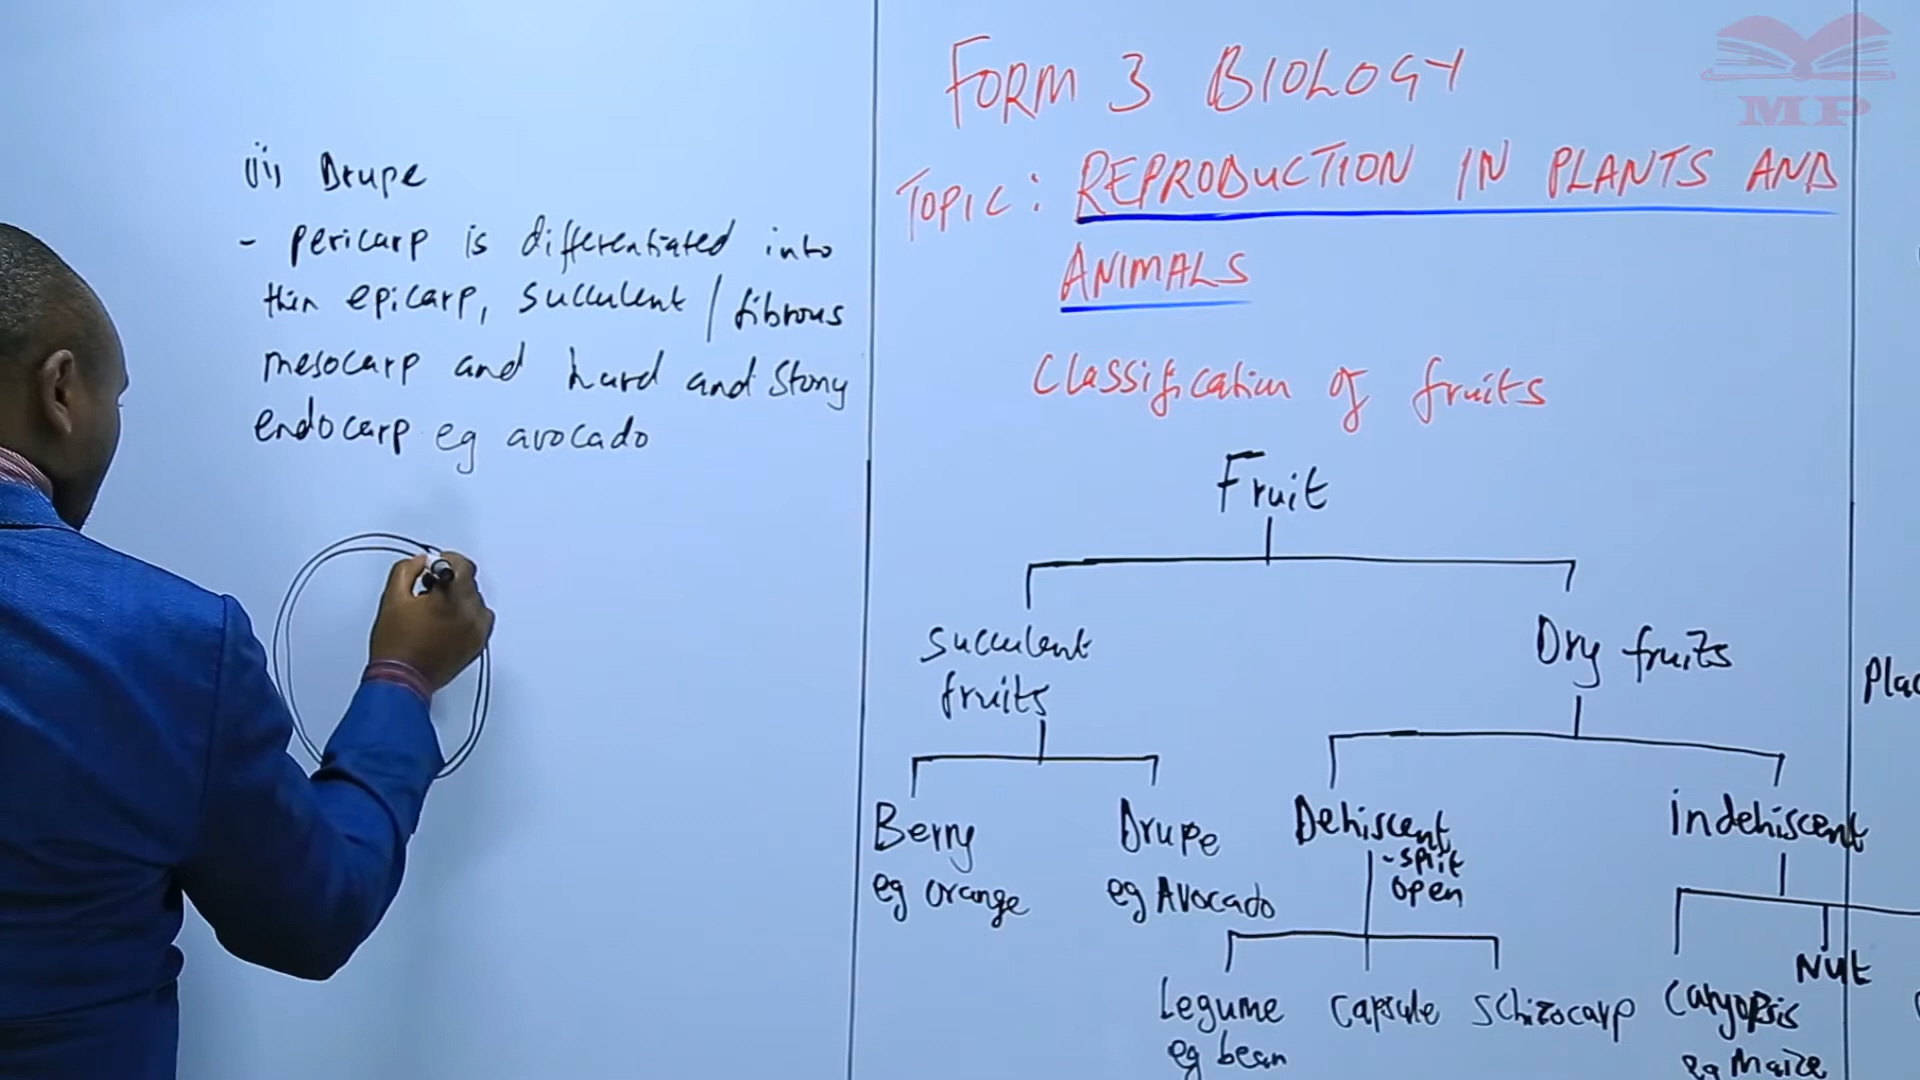 ii) Drupe
- pericarp is differentiated into
thin epicarp, succulent / fibrous
mesocarp and hard and stony
endocarp eg avocado
FORM 3 BIOLOGY
TOPIC: REPRODUCTION IN PLANTS AND
ANIMALS
Classification of fruits
Fruit
Succulent
fruits
Dry fruits
Berry
eg orange
Drupe
eg Avocado
Dehiscent
- split
open
indehiscent
Legume
eg bean
capsule
schizocarp
Caryopsis
eg Maize
Nut
MP